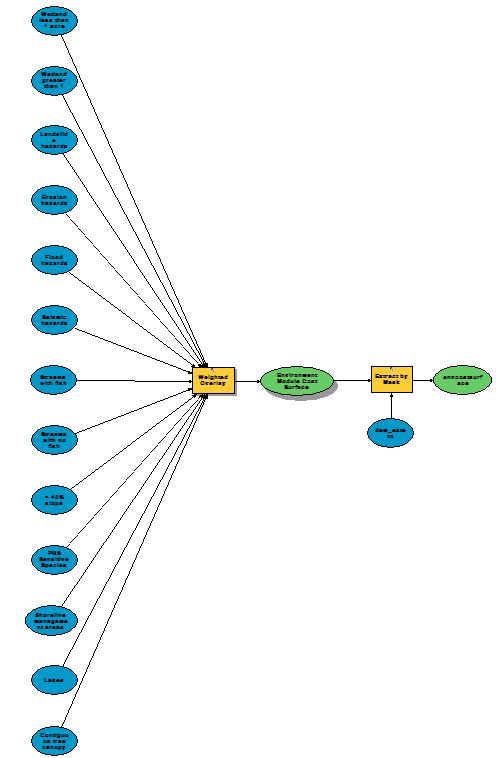 Wetland
less than
1 acre
Wetland
greater
than 1
Landslid
e
hazards
Erosion
hazards
Flood
hazards
Seismic
hazards
Streams
with fish
Weighted
Overlay
Environment
Module Cost
Surface
Extract by
Mask
envcostsurf
ace
Streams
with no
fish
dem_exte
nt
> 40%
slope
PHS
Sensitive
Species
Shoreline
manageme
nt areas
Lakes
Contiguo
us tree
canopy